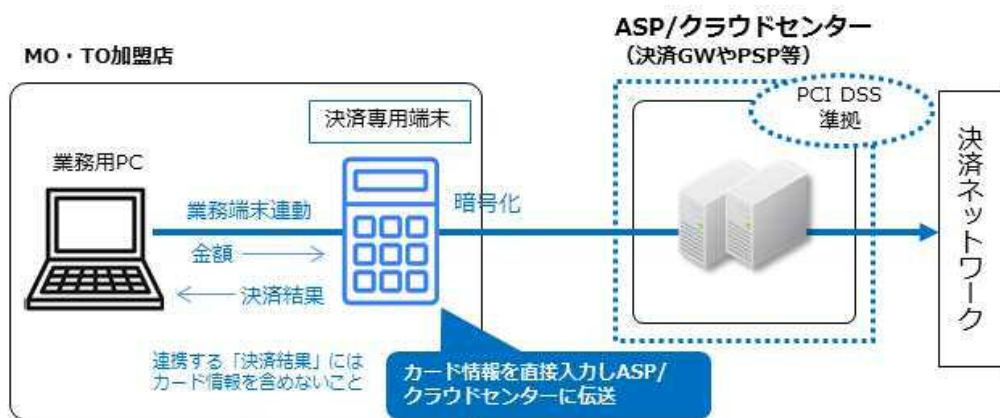 MO・TO加盟店
ASP/クラウドセンター
（決済GWやPSP等）
PCI DSS
準拠
決済専用端末
業務用PC
業務端末連動
金額
決済結果
暗号化
決済ネットワーク
連携する「決済結果」には
カード情報を含めないこと
カード情報を直接入力しASP/
クラウドセンターに伝送